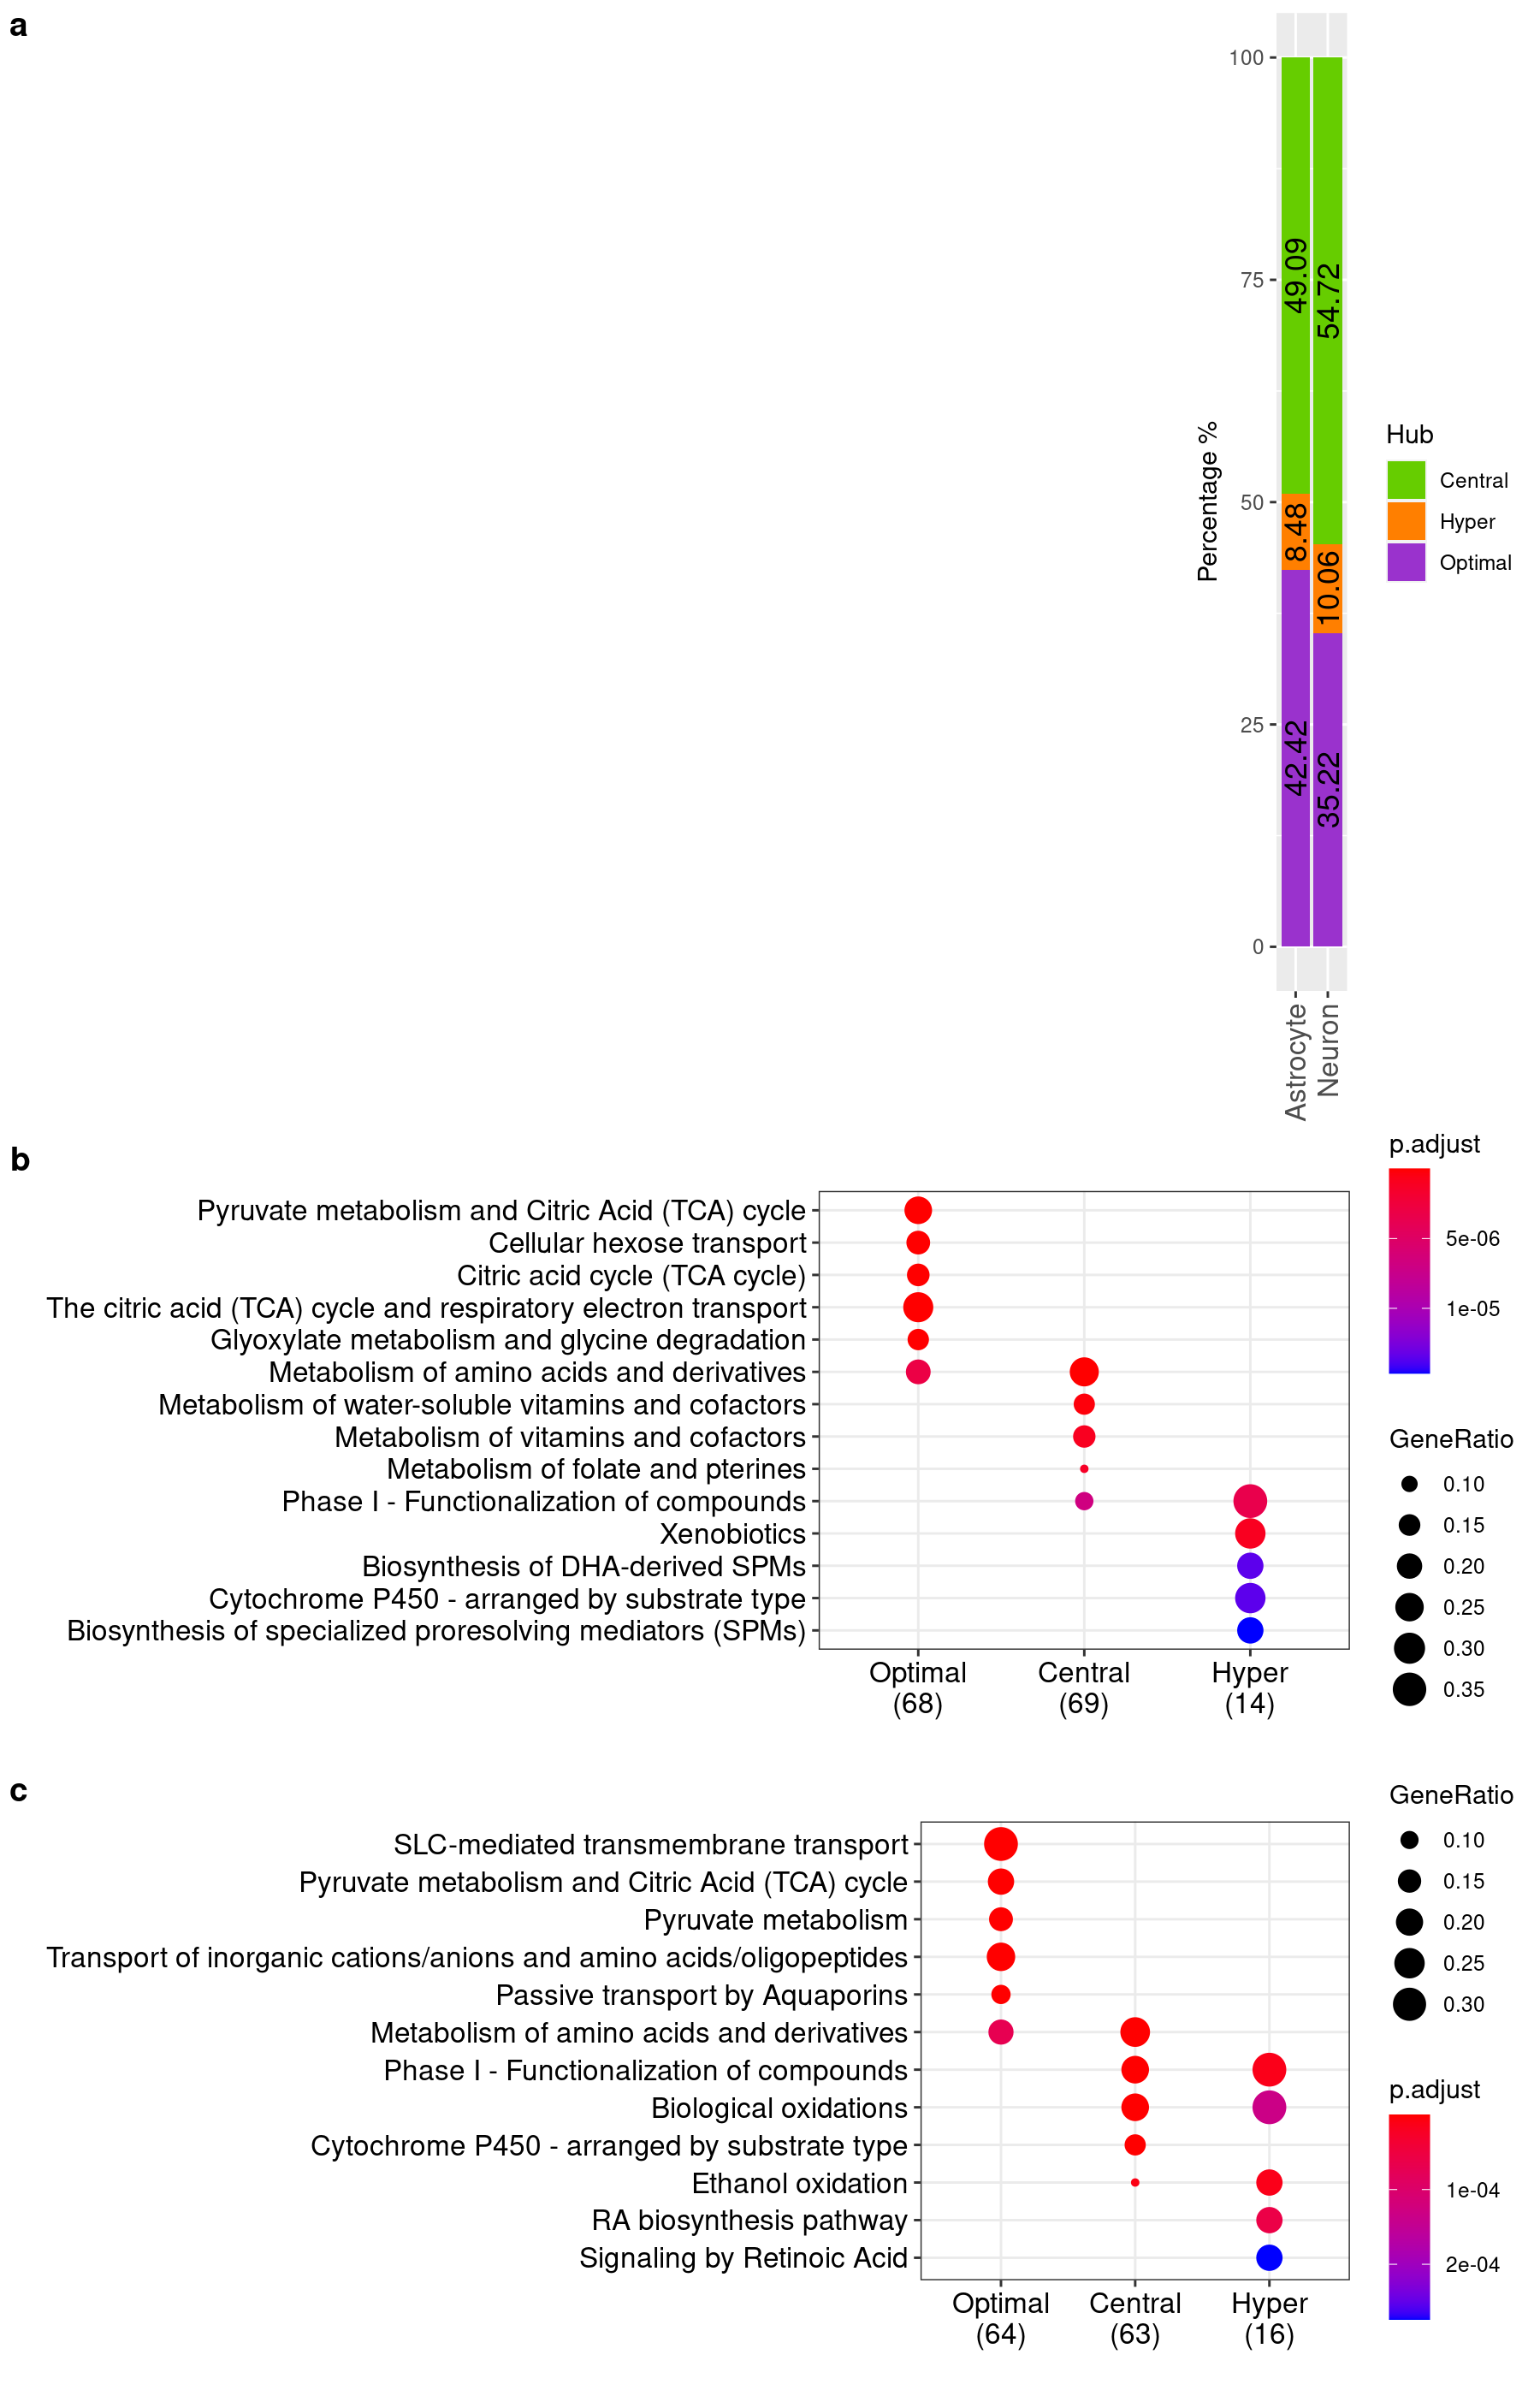 a
100
75
50
25
0
Percentage %
49.09
8.48
42.42
54.72
10.06
35.22
Astrocyte
Neuron
Hub
Central
Hyper
Optimal
b
Pyruvate metabolism and Citric Acid (TCA) cycle
Cellular hexose transport
Citric acid cycle (TCA cycle)
The citric acid (TCA) cycle and respiratory electron transport
Glyoxylate metabolism and glycine degradation
Metabolism of amino acids and derivatives
Metabolism of water-soluble vitamins and cofactors
Metabolism of vitamins and cofactors
Metabolism of folate and pterines
Phase I - Functionalization of compounds
Xenobiotics
Biosynthesis of DHA-derived SPMs
Cytochrome P450 - arranged by substrate type
Biosynthesis of specialized proresolving mediators (SPMs)
Optimal
(68)
Central
(69)
Hyper
(14)
p.adjust
5e-06
1e-05
GeneRatio
0.10
0.15
0.20
0.25
0.30
0.35
c
SLC-mediated transmembrane transport
Pyruvate metabolism and Citric Acid (TCA) cycle
Pyruvate metabolism
Transport of inorganic cations/anions and amino acids/oligopeptides
Passive transport by Aquaporins
Metabolism of amino acids and derivatives
Phase I - Functionalization of compounds
Biological oxidations
Cytochrome P450 - arranged by substrate type
Ethanol oxidation
RA biosynthesis pathway
Signaling by Retinoic Acid
Optimal
(64)
Central
(63)
Hyper
(16)
GeneRatio
0.10
0.15
0.20
0.25
0.30
p.adjust
1e-04
2e-04